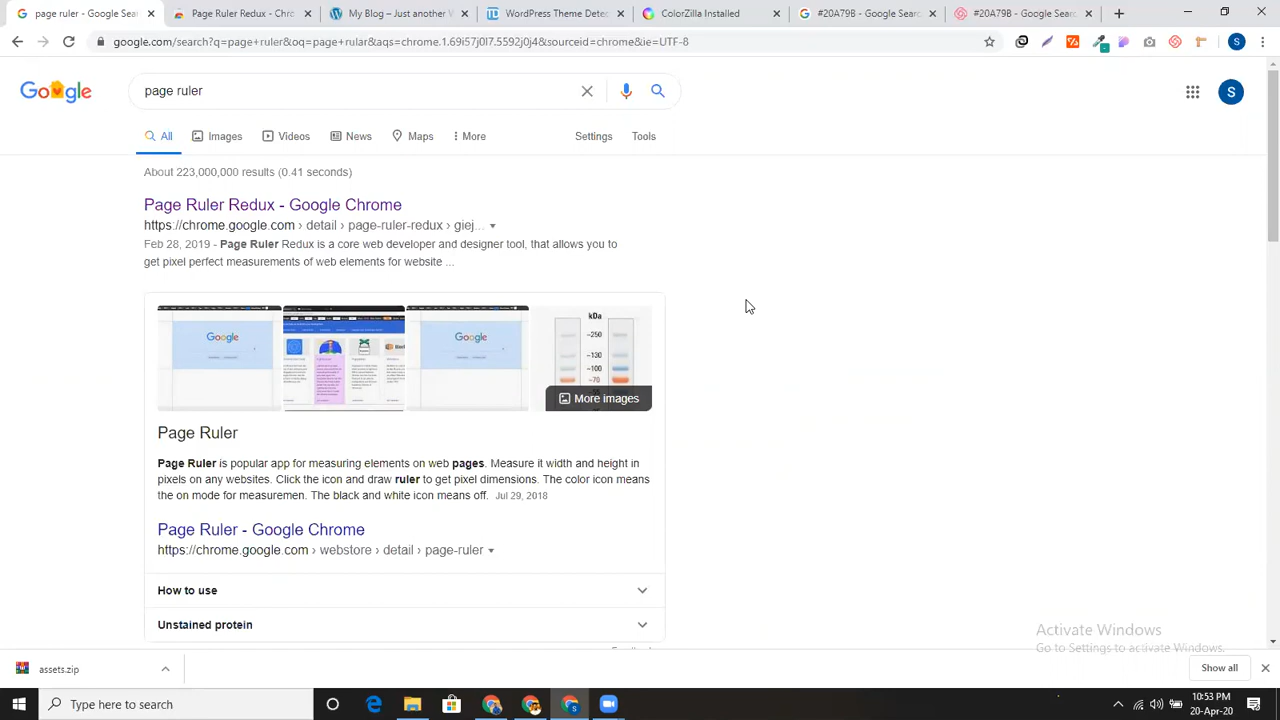 page ruler - Google Search
Page Ruler Redux - Chro
My Blog – Just another W
WordPress Theme Detec
ColorZilla Installed
#20A79B - Google Searc
#20A79B - Google Searc
google.com/search?q=page+ruler&oq=page+rular&aqs=chrome.1.69i57j0l7.5592j0j4&sourceid=chrome&ie=UTF-8
S
Google
page ruler
S
All
Images
Videos
News
Maps
More
Settings
Tools
About 223,000,000 results (0.41 seconds)
Page Ruler Redux - Google Chrome
https://chrome.google.com › detail › page-ruler-redux › giej...
Feb 28, 2019 - Page Ruler Redux is a core web developer and designer tool, that allows you to
get pixel perfect measurements of web elements for website ...
Google
Google
kDa
~250
~130
~100
~70
More images
Page Ruler
Page Ruler is popular app for measuring elements on web pages. Measure it width and height in
pixels on any websites. Click the icon and draw ruler to get pixel dimensions. The color icon means
the on mode for measuremen. The black and white icon means off. Jul 29, 2018
Page Ruler - Google Chrome
https://chrome.google.com › webstore › detail › page-ruler
How to use
Unstained protein
Activate Windows
Go to Settings to activate Windows.
assets.zip
Show all
Type here to search
10:53 PM
20-Apr-20